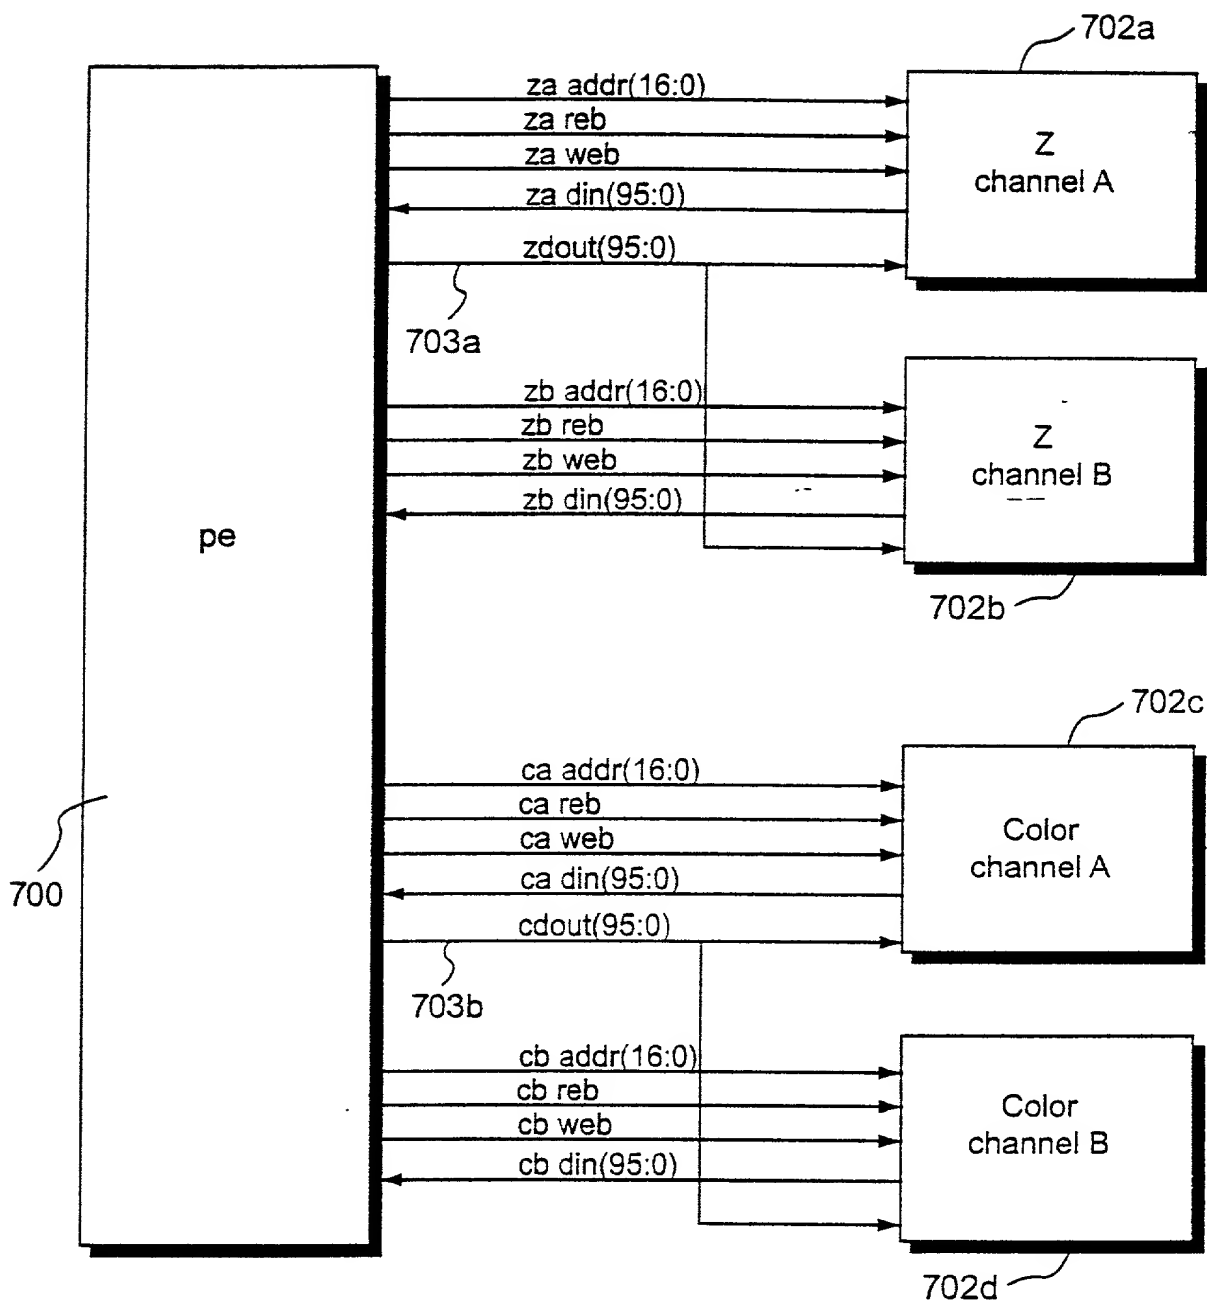 702a
za addr(16:0)
za reb
za web
za din(95:0)
zdout(95:0)
703a
Z
channel A
zb addr(16:0)
zb reb
zb web
zb din(95:0)
Z
channel B
702b
pe
700
702c
ca addr(16:0)
ca reb
ca web
ca din(95:0)
cdout(95:0)
703b
Color
channel A
cb addr(16:0)
cb reb
cb web
cb din(95:0)
Color
channel B
702d